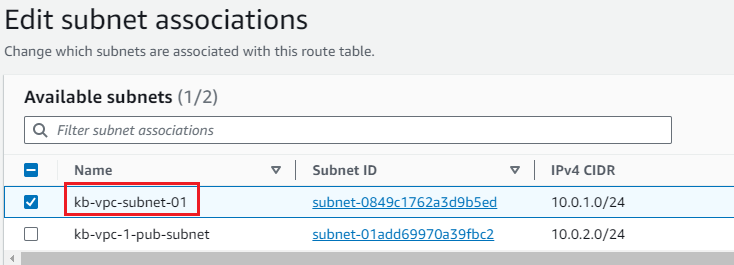 Edit subnet associations
Change which subnets are associated with this route table.
Available subnets (1/2)
Filter subnet associations
Name Subnet ID IPv4 CIDR
kb-vpc-subnet-01 subnet-0849c1762a3d9b5ed 10.0.1.0/24
kb-vpc-1-pub-subnet subnet-01add69970a39fbc2 10.0.2.0/24